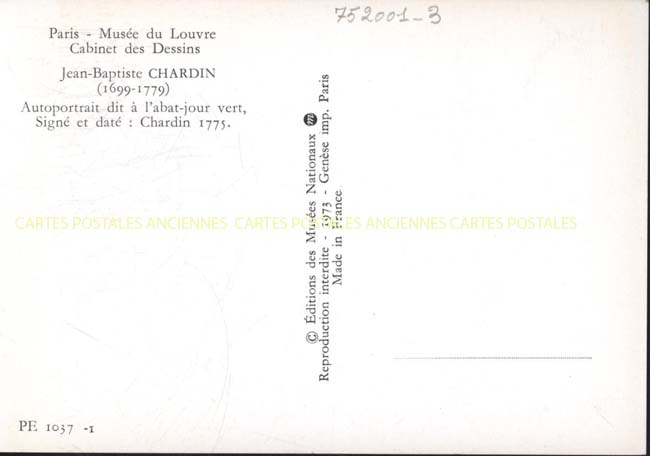 752001-3
Paris - Musée du Louvre
Cabinet des Dessins
Jean-Baptiste CHARDIN
(1699-1779)
Autoportrait dit à l'abat-jour vert,
Signé et daté : Chardin 1775.
© Éditions des Musées Nationaux m
Reproduction interdite - 1973 - Genèse imp. Paris
Made in France
CARTES POSTALES ANCIENNES CARTES POSTALES ANCIENNES CARTES POSTALES
PE 1037 -1